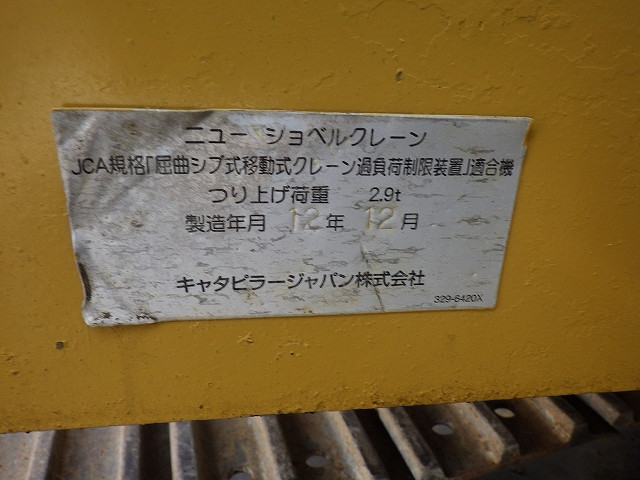 ニュー ショベルクレーン
JCA規格「屈曲ジブ式移動式クレーン過負荷制限装置」適合機
つり上げ荷重 2.9t
製造年月 12年 12月
キャタピラージャパン株式会社
329-6420X